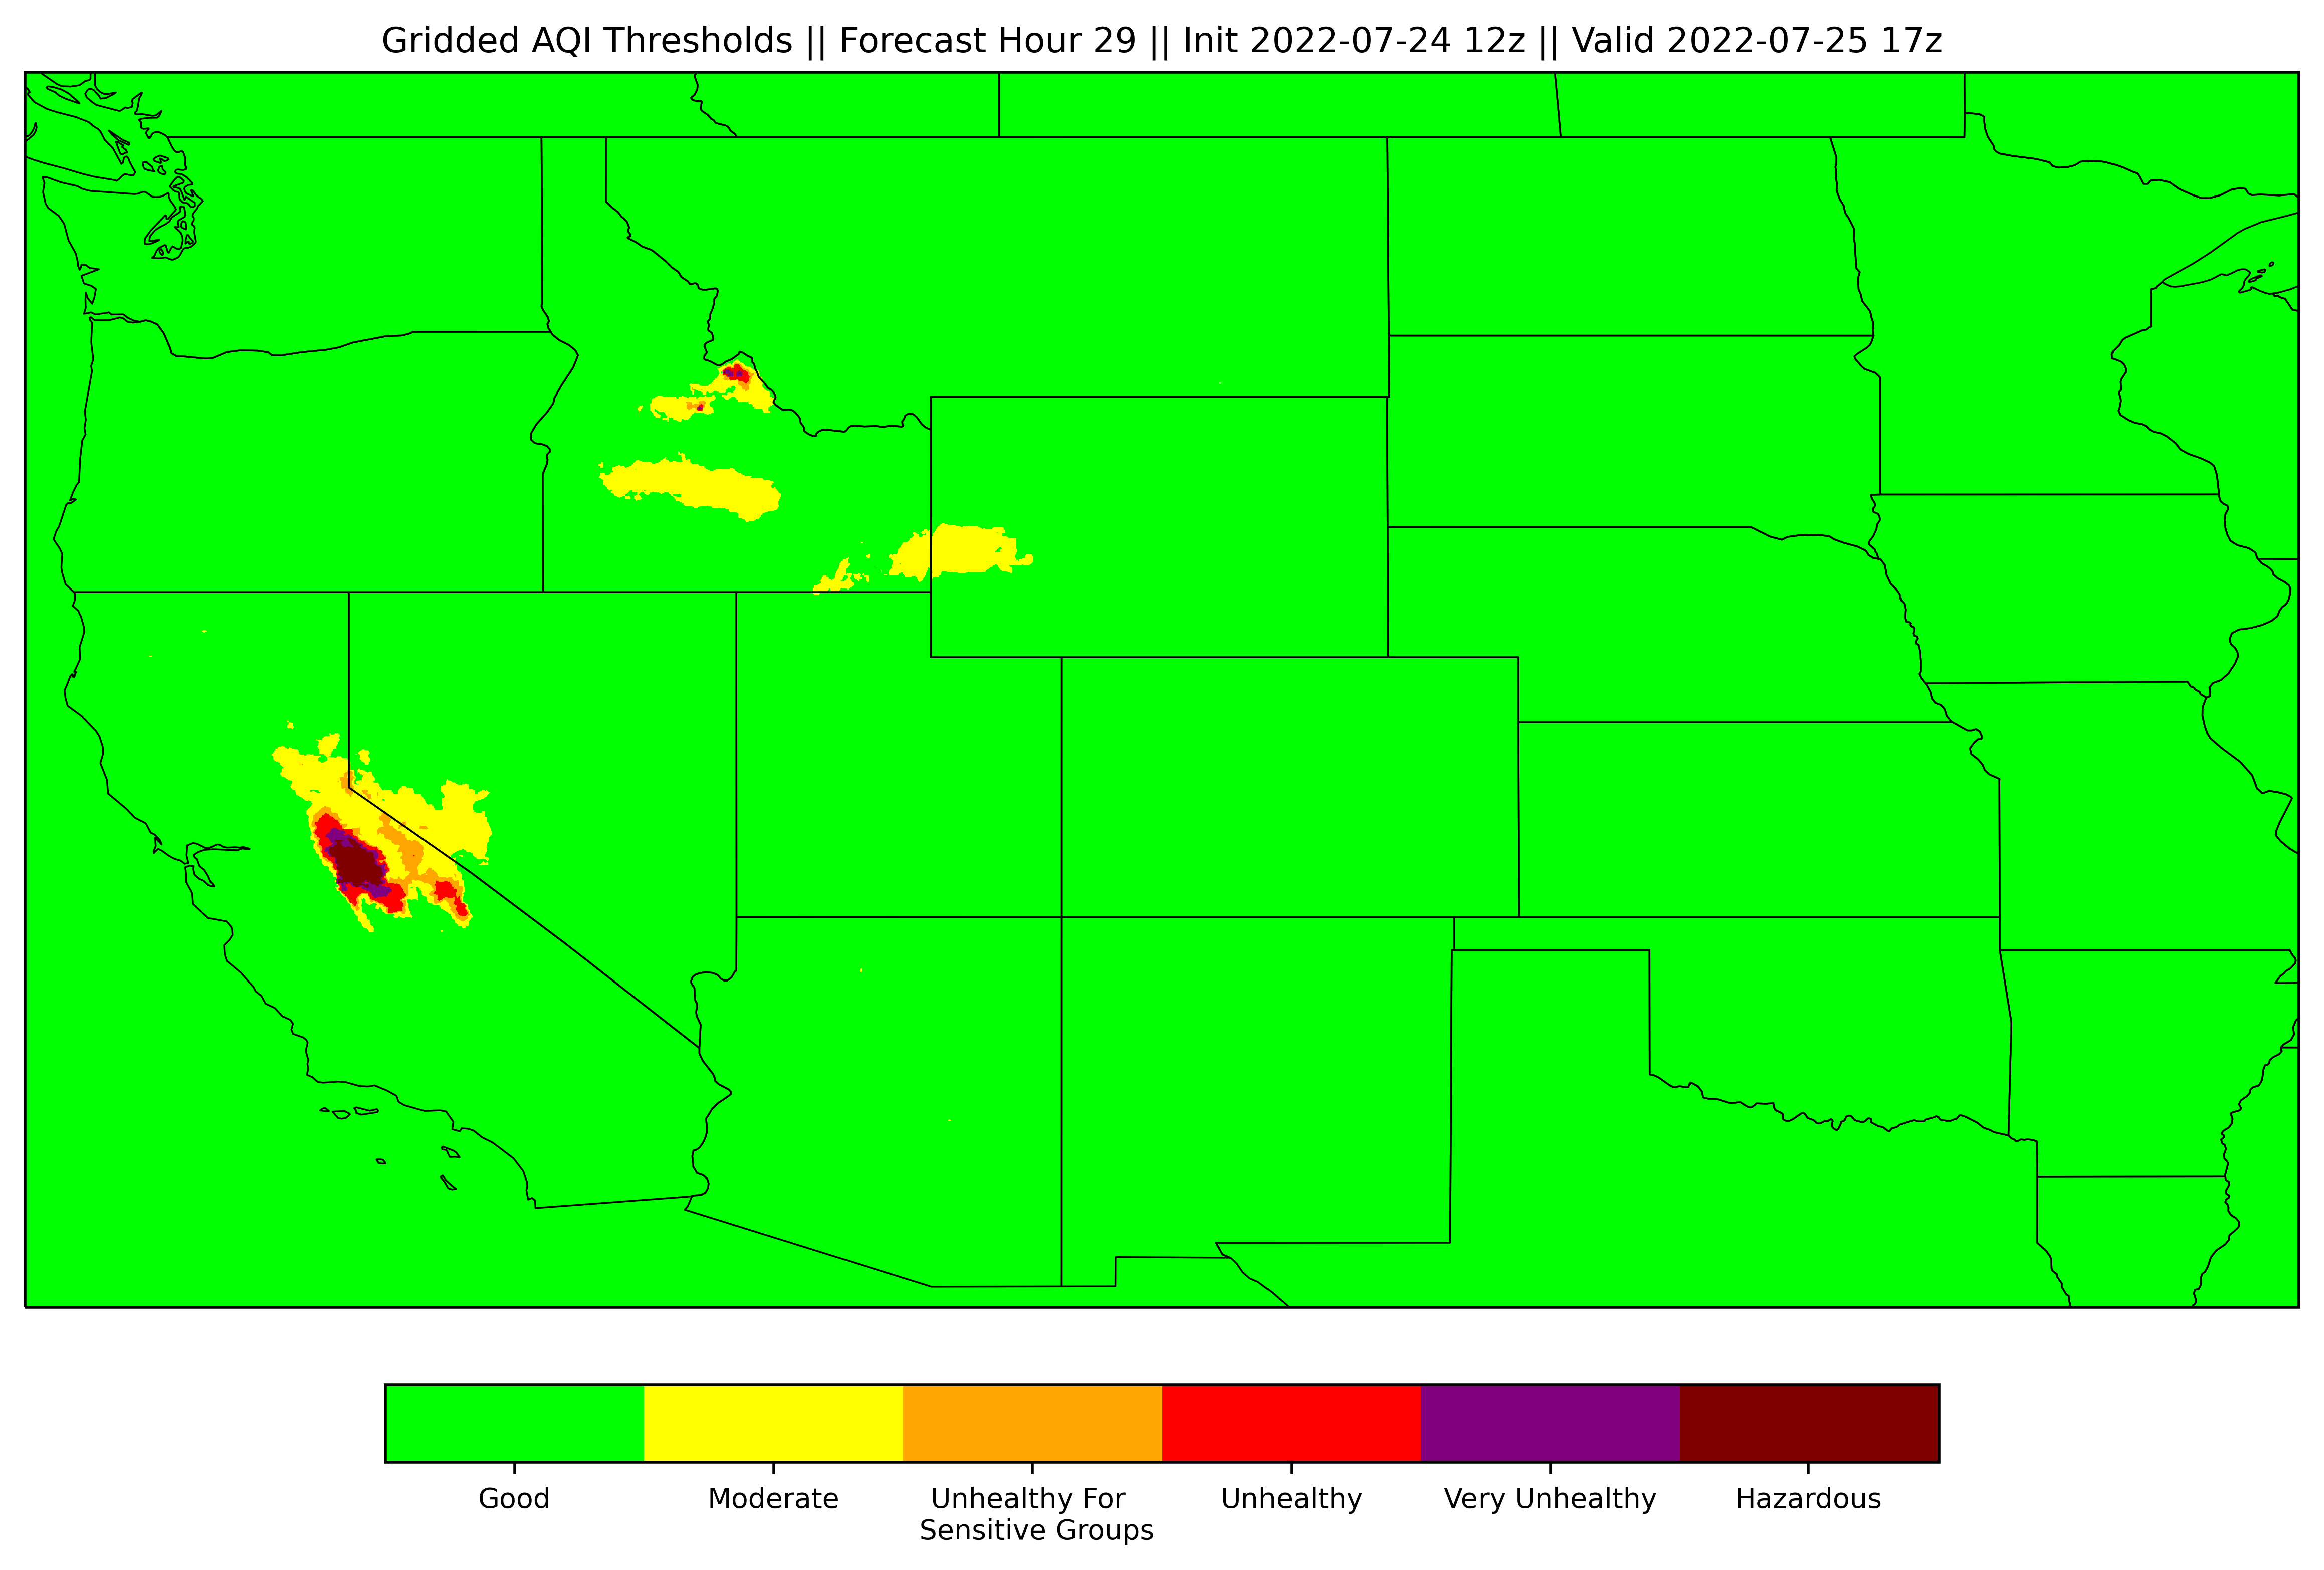 Gridded AQI Thresholds || Forecast Hour 29 || Init 2022-07-24 12z || Valid 2022-07-25 17z
Good
Moderate
Unhealthy For
Sensitive Groups
Unhealthy
Very Unhealthy
Hazardous